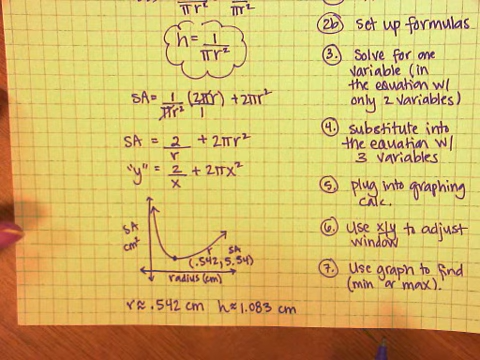 πr² πr²
h = 1/πr²
SA = 1/πr² (2πr)/1 + 2πr²
SA = 2/r + 2πr²
"y" = 2/x + 2πx²
SA
cm²
r SA
(.542, 5.54)
radius (cm)
r ≈ .542 cm h ≈ 1.083 cm
2b set up formulas
3. Solve for one
variable (in
the equation w/
only 2 variables)
4. substitute into
the equation w/
3 variables
5. plug into graphing
calc.
6. Use x/y to adjust
window
7. Use graph to find
(min or max).